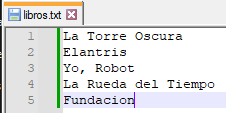 libros.txt
1 La Torre Oscura
2 Elantris
3 Yo, Robot
4 La Rueda del Tiempo
5 Fundacion